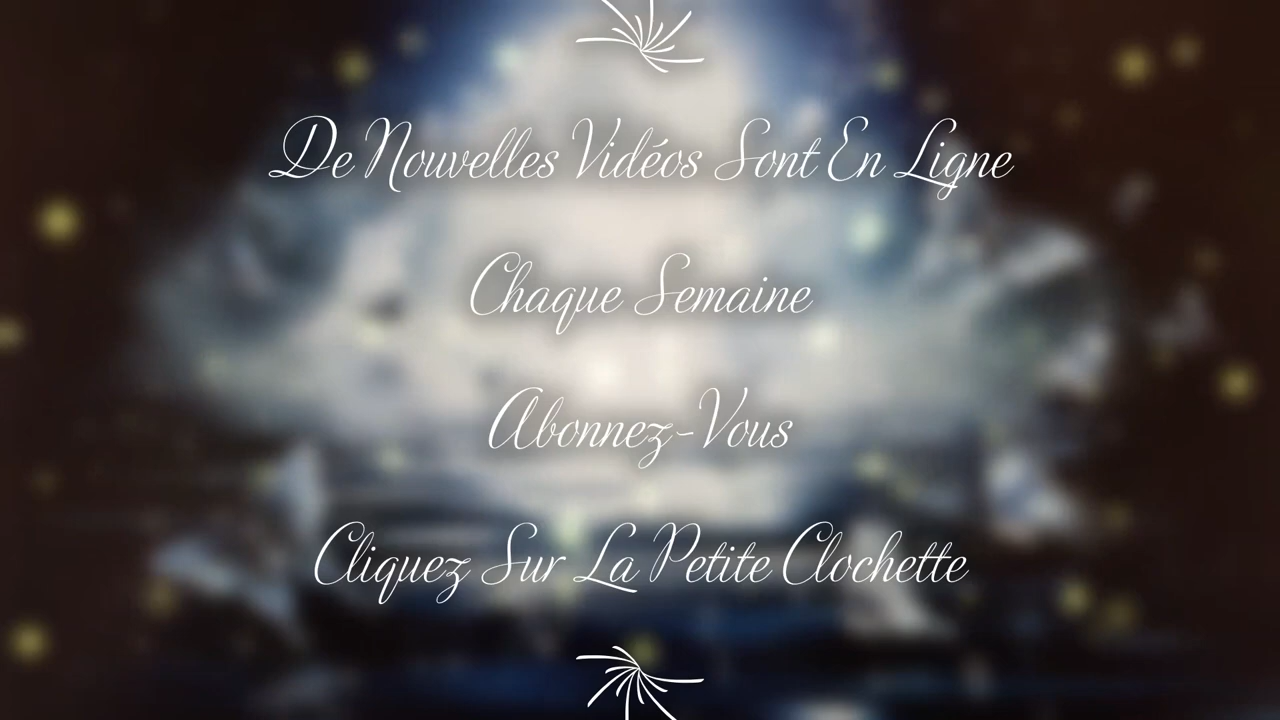 De Nouvelles Vidéos Sont En Ligne
Chaque Semaine
Abonnez-Vous
Cliquez Sur La Petite Clochette